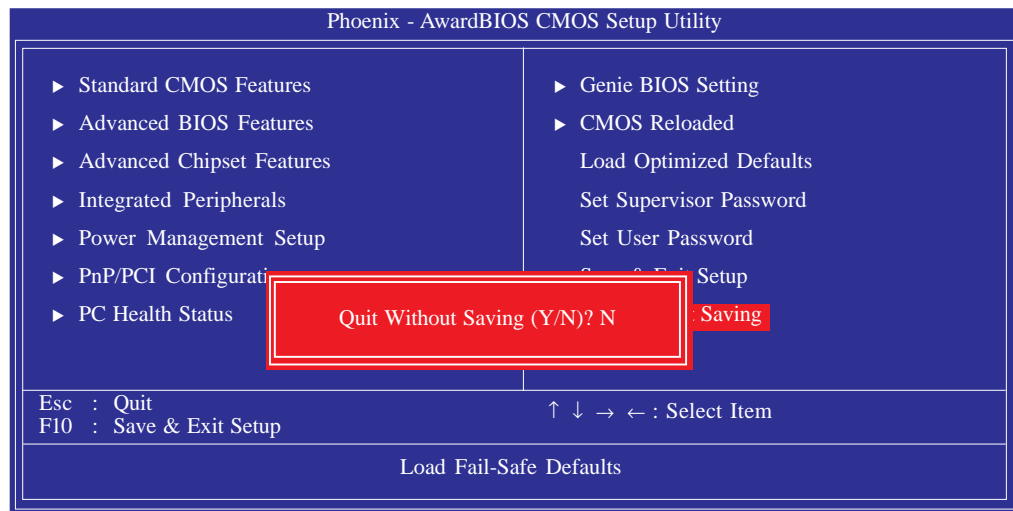 Phoenix - AwardBIOS CMOS Setup Utility
► Standard CMOS Features
► Advanced BIOS Features
► Advanced Chipset Features
► Integrated Peripherals
► Power Management Setup
► PnP/PCI
► PC Health Status
► Genie BIOS Setting
► CMOS Reloaded
Load Optimized Defaults
Set Supervisor Password
Set User Password
Setup
Saving
Quit Without Saving (Y/N)? N
Esc : Quit
F10 : Save & Exit Setup
↑ ↓ → ← : Select Item
Load Fail-Safe Defaults